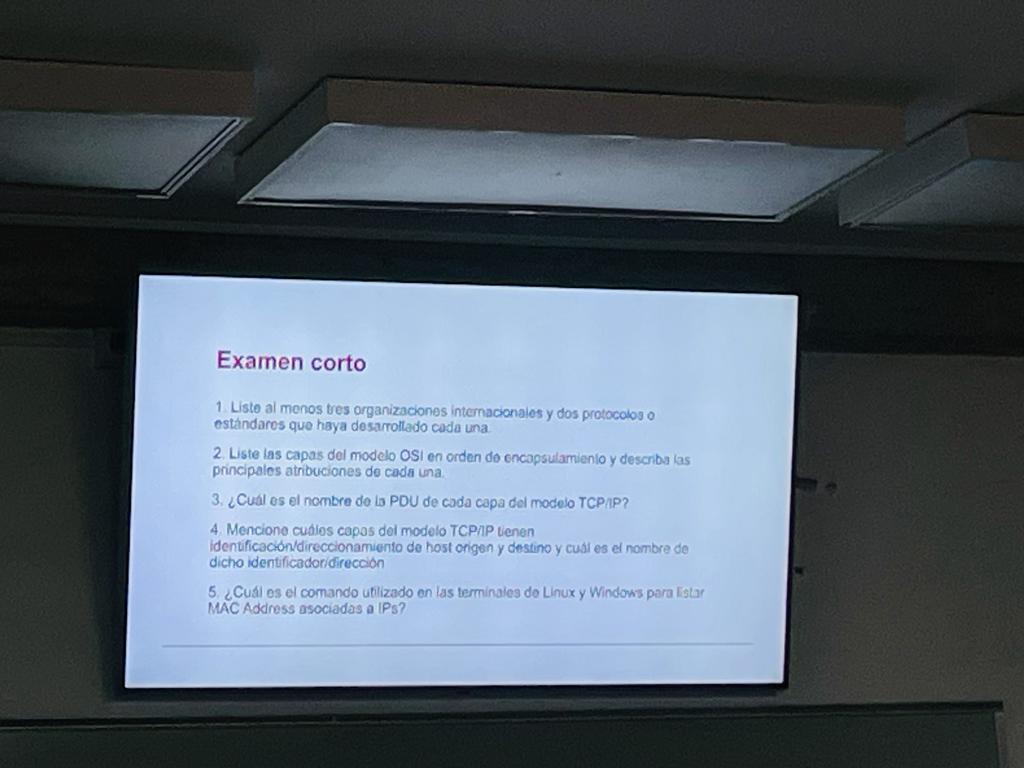 Examen corto
1. Liste al menos tres organizaciones internacionales y dos protocolos o
estándares que haya desarrollado cada una.
2. Liste las capas del modelo OSI en orden de encapsulamiento y describa las
principales atribuciones de cada una.
3. ¿Cuál es el nombre de la PDU de cada capa del modelo TCP/IP?
4. Mencione cuáles capas del modelo TCP/IP tienen
identificación/direccionamiento de host origen y destino y cuál es el nombre de
dicho identificador/dirección
5. ¿Cuál es el comando utilizado en las terminales de Linux y Windows para listar
MAC Address asociadas a IPs?